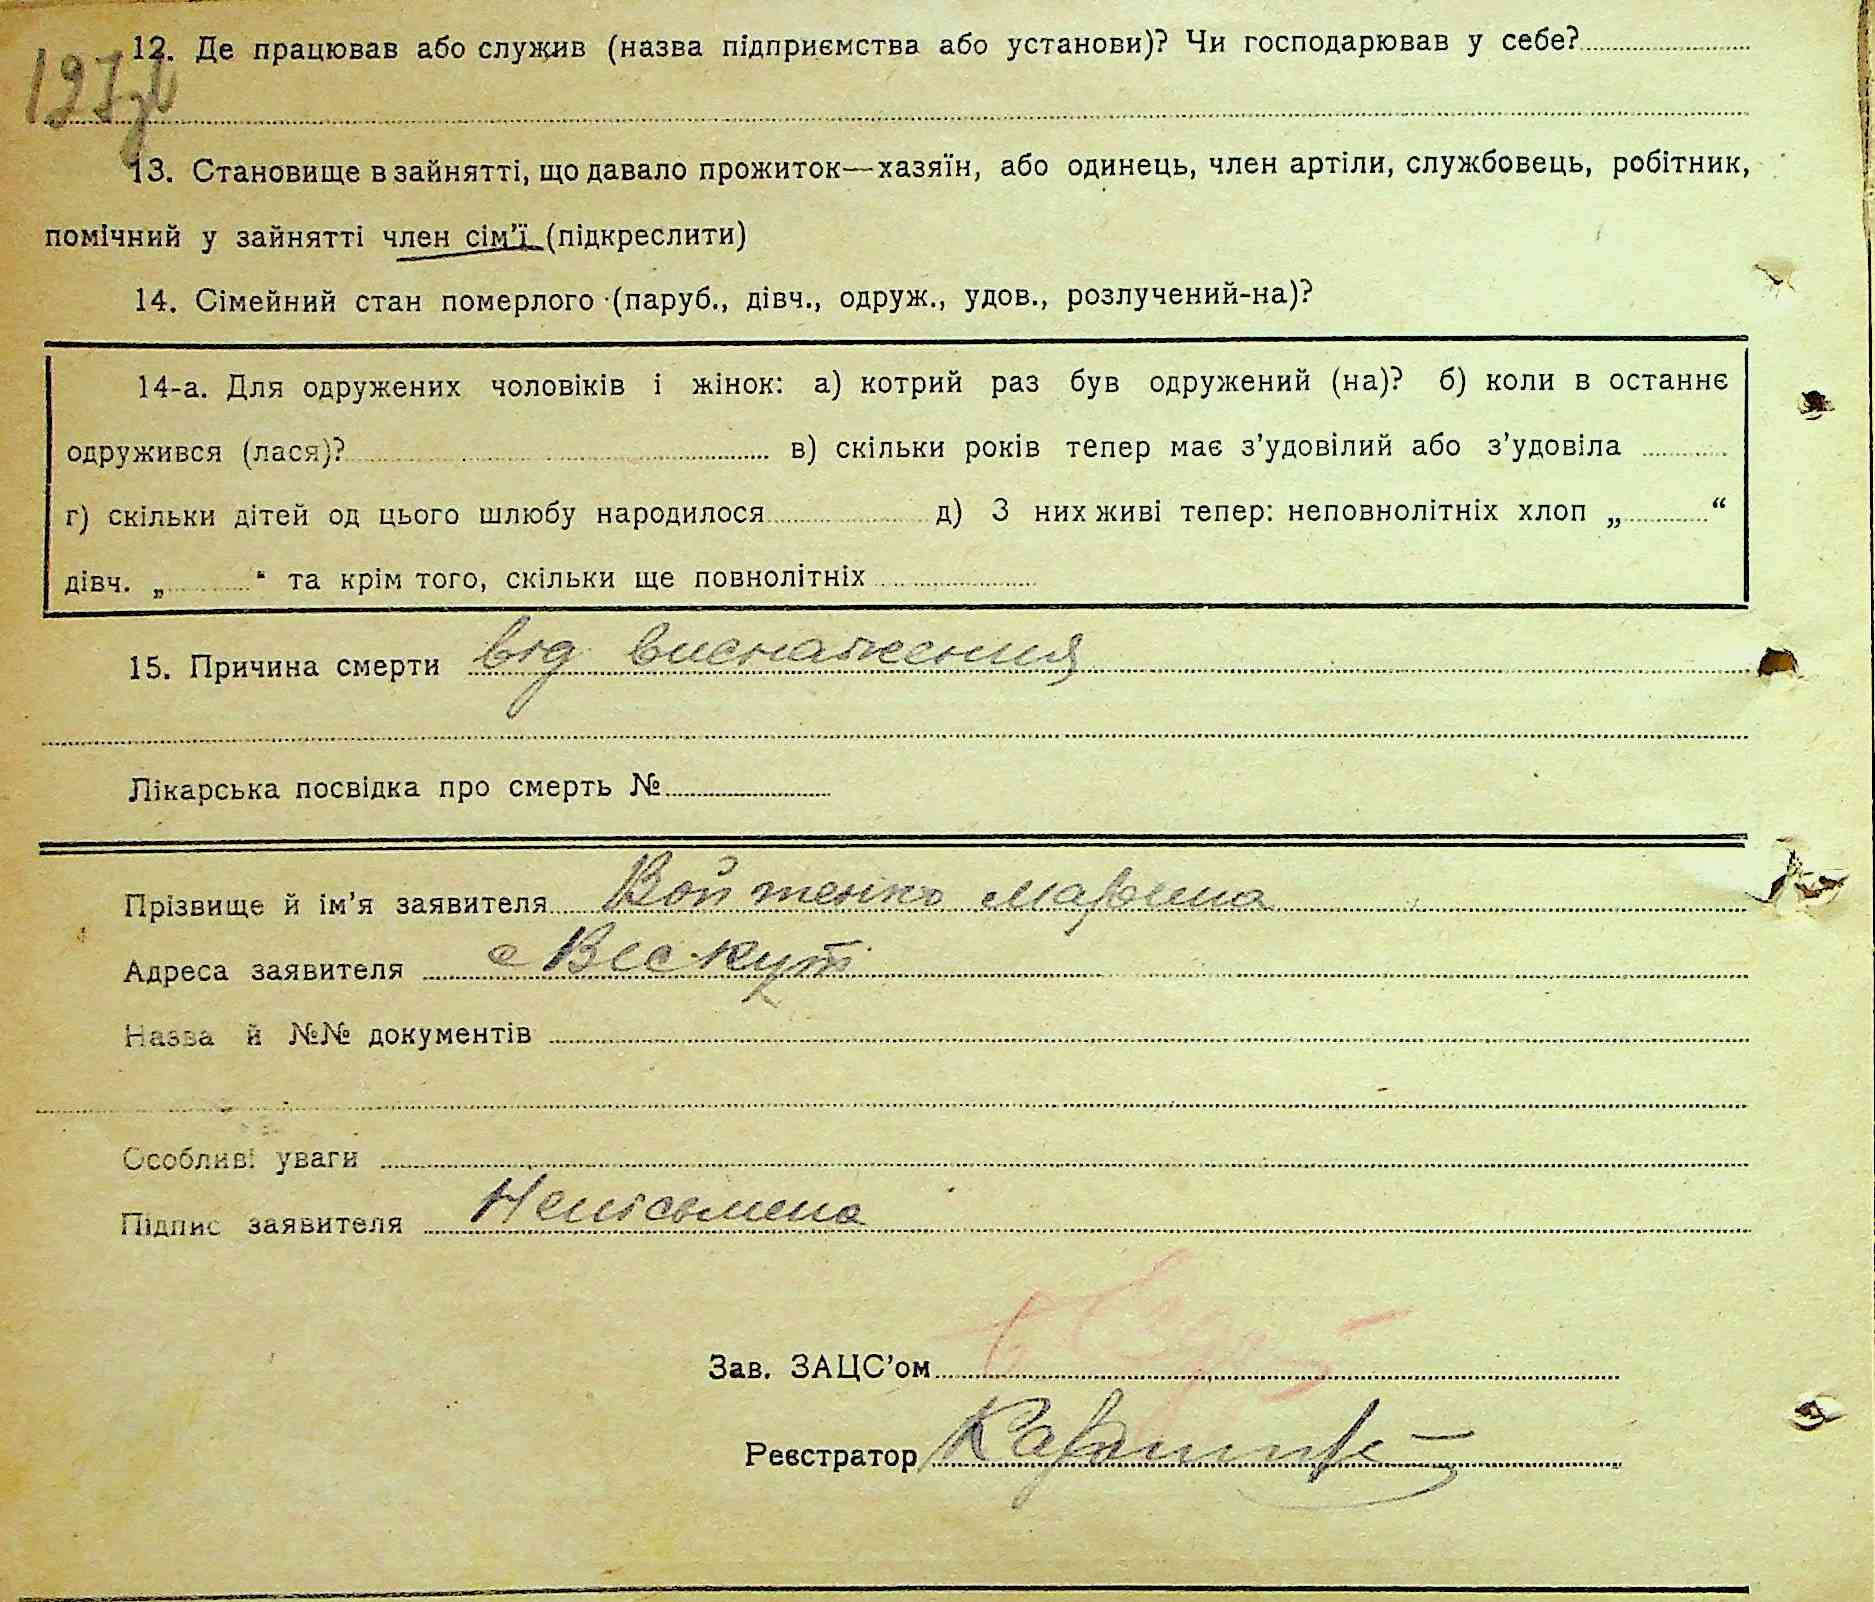 197зв
12. Де працював або служив (назва підприємства або установи)? Чи господарював у себе?
13. Становище в зайнятті, що давало прожиток—хазяїн, або одинець, член артіли, службовець, робітник,
помічний у зайнятті член сім'ї (підкреслити)
14. Сімейний стан померлого (паруб., дівч., одруж., удов., розлучений-на)?
14-а. Для одружених чоловіків і жінок: а) котрий раз був одружений (на)? б) коли в останнє
одружився (лася)? в) скільки років тепер має з'удовілий або з'удовіла
г) скільки дітей од цього шлюбу народилося д) З них живі тепер: неповнолітніх хлоп „ “
дівч. „ “ та крім того, скільки ще повнолітніх
15. Причина смерти від виснаження
Лікарська посвідка про смерть №
Прізвище й ім'я заявителя Войтенко Марина
Адреса заявителя с Вескут
Назва й №№ документів
Особливі уваги
Підпис заявителя Неписьмена
Зав. ЗАЦС'ом
Реєстратор